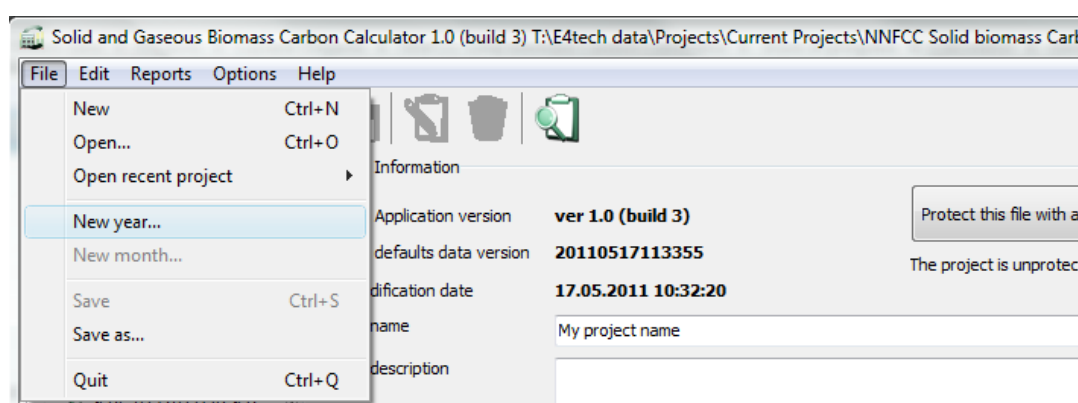 Solid and Gaseous Biomass Carbon Calculator 1.0 (build 3) T:\E4tech data\Projects\Current Projects\NNFCC Solid biomass Carb
File Edit Reports Options Help
New Ctrl+N
Open... Ctrl+O
Open recent project
New year...
New month...
Save Ctrl+S
Save as...
Quit Ctrl+Q
Information
Application version ver 1.0 (build 3)
defaults data version 20110517113355
dification date 17.05.2011 10:32:20
name My project name
description
Protect this file with a
The project is unprotec